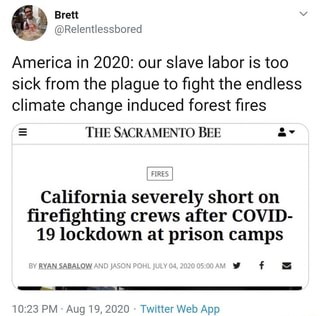 Brett
@Relentlessbored
America in 2020: our slave labor is too
sick from the plague to fight the endless
climate change induced forest fires
THE SACRAMENTO BEE
FIRES
California severely short on
firefighting crews after COVID-
19 lockdown at prison camps
BY RYAN SABALOW AND JASON POHL JULY 04, 2020 05:00 AM
10:23 PM · Aug 19, 2020 · Twitter Web App